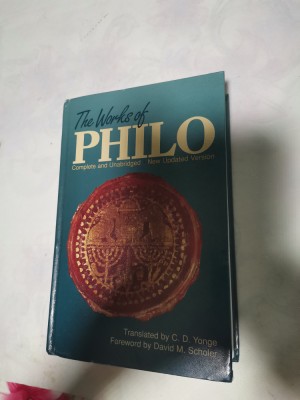 The Works of
PHILO
Complete and Unabridged New Updated Version
Translated by C. D. Yonge
Foreword by David M. Scholer